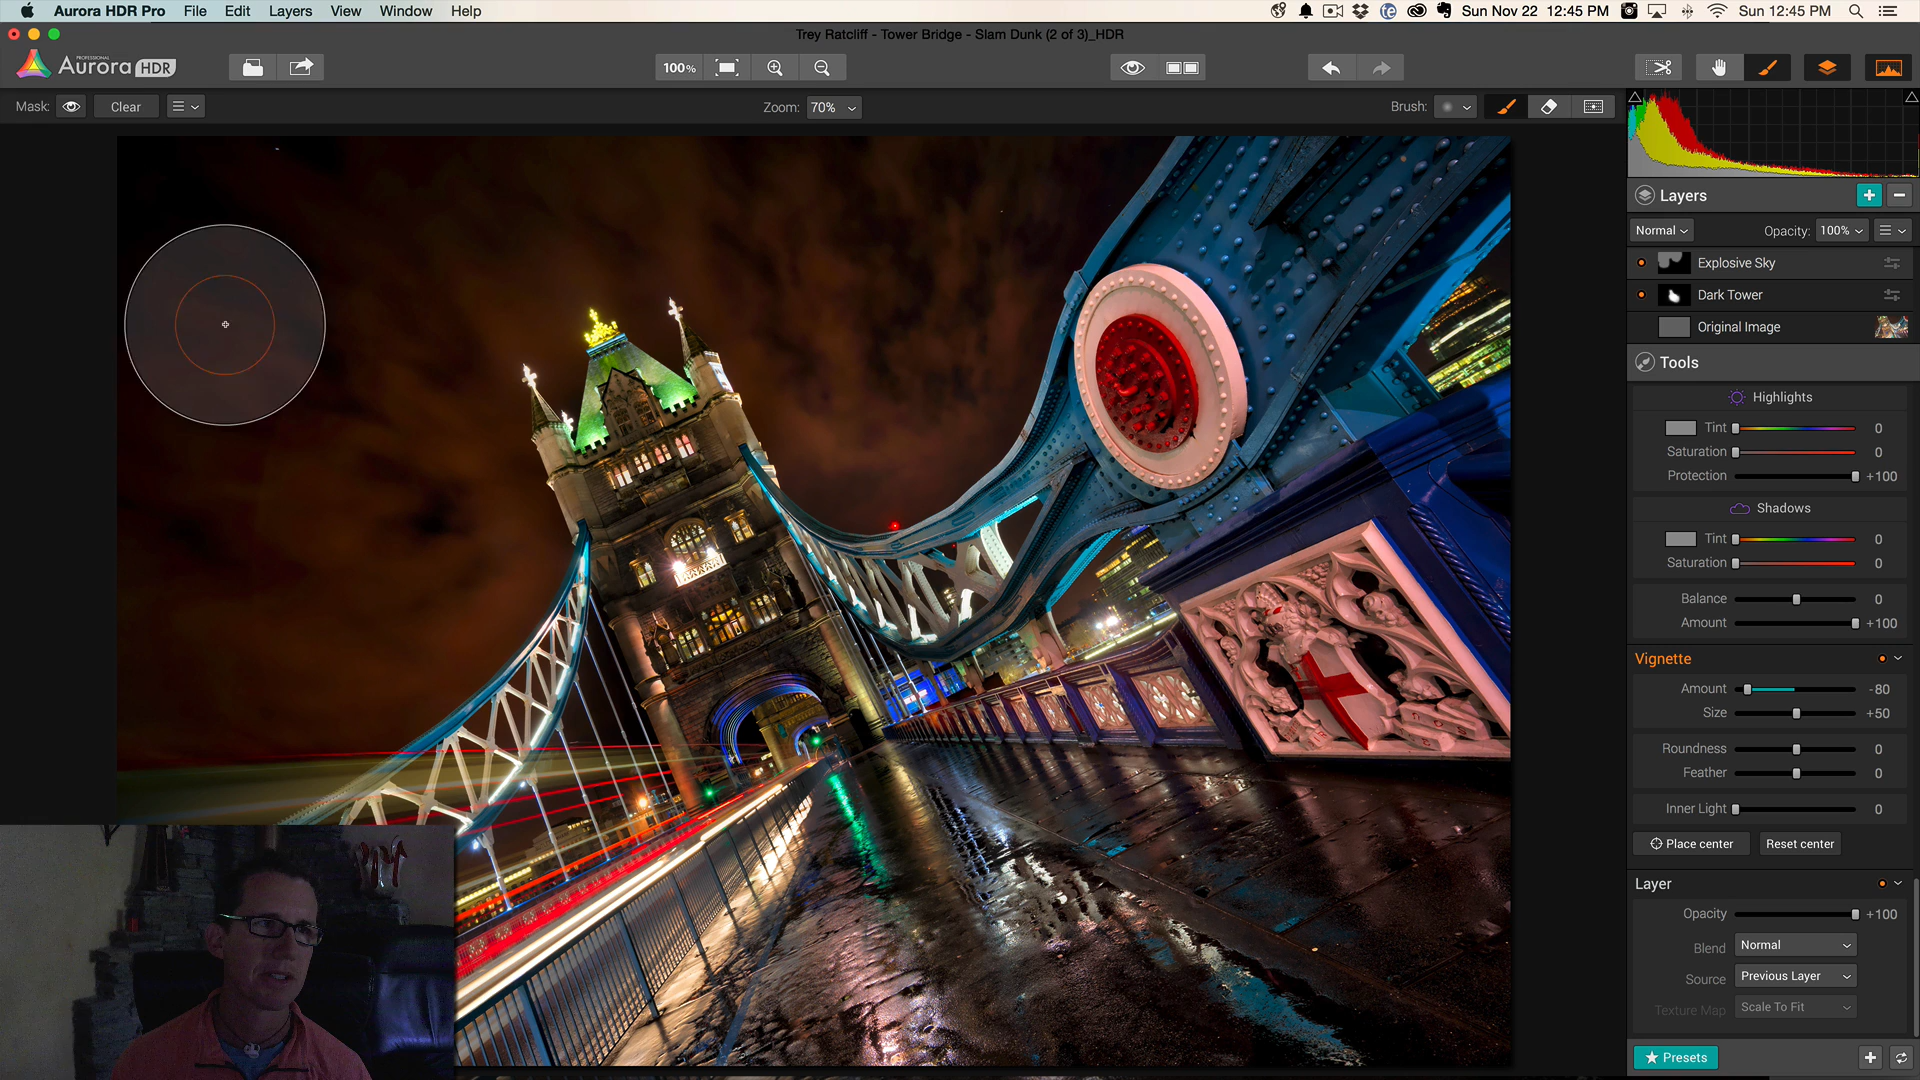 Aurora HDR Pro File Edit Layers View Window Help Sun Nov 22 12:45 PM Sun 12:45 PM
Trey Ratcliff - Tower Bridge - Slam Dunk (2 of 3)_HDR
PROFESSIONAL
Aurora HDR 100%
Mask: Clear Zoom: 70% Brush:
Layers
Normal Opacity: 100%
Explosive Sky
Dark Tower
Original Image
Tools
Highlights
Tint 0
Saturation 0
Protection +100
Shadows
Tint 0
Saturation 0
Balance 0
Amount +100
Vignette
Amount -80
Size +50
Roundness 0
Feather 0
Inner Light 0
Place center Reset center
Layer
Opacity +100
Blend Normal
Source Previous Layer
Texture Map Scale To Fit
Presets